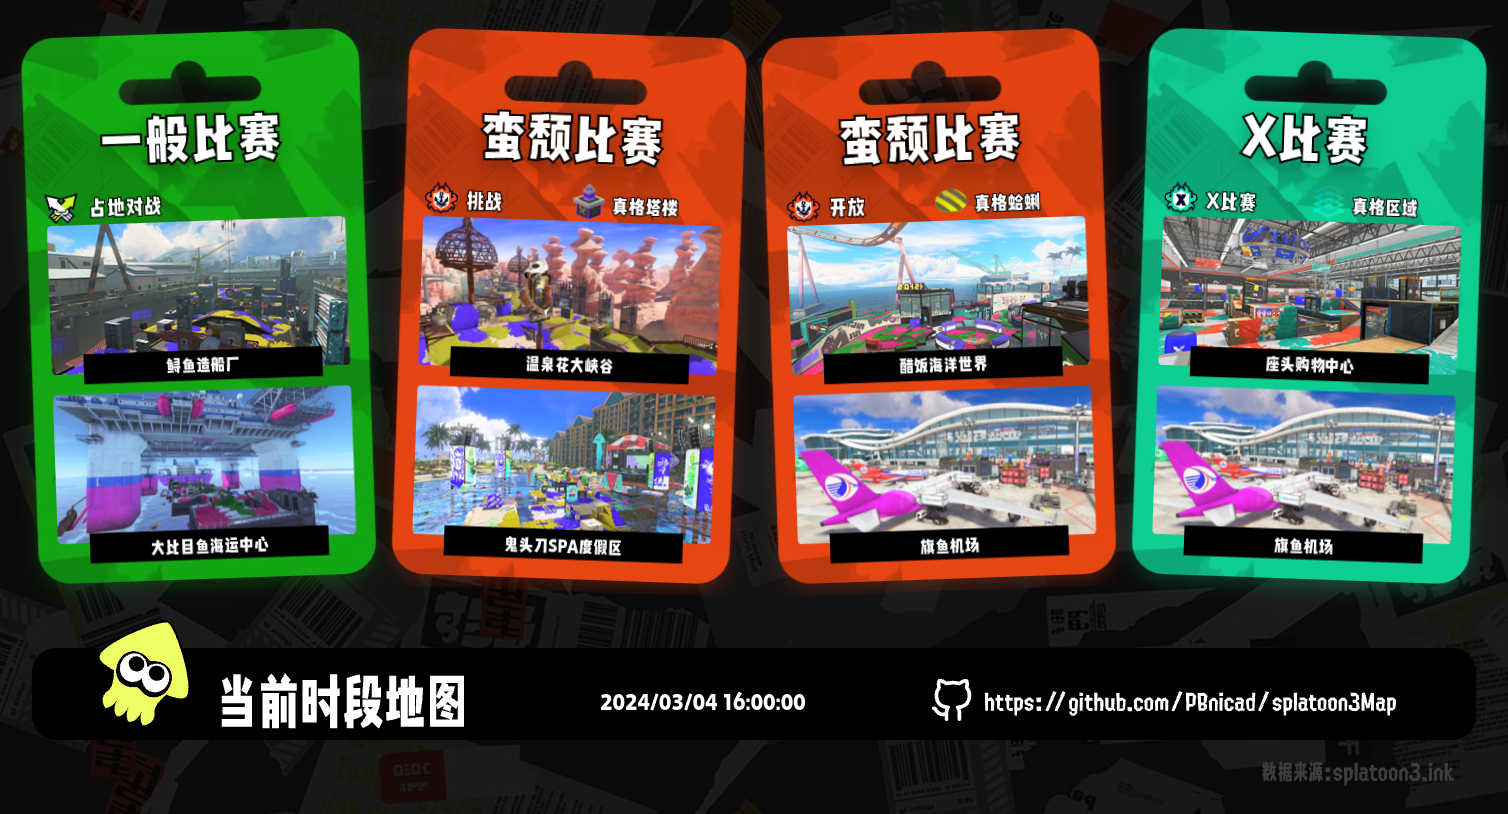 一般比赛
占地对战
鲟鱼造船厂
大比目鱼海运中心
蛮颓比赛
挑战
真格塔楼
温泉花大峡谷
鬼头刀SPA度假区
蛮颓比赛
开放
真格蛤蜊
醋饭海洋世界
旗鱼机场
X比赛
X比赛
真格区域
座头购物中心
旗鱼机场
当前时段地图
2024/03/04 16:00:00
https://github.com/PBnicad/splatoon3Map
数据来源:splatoon3.ink